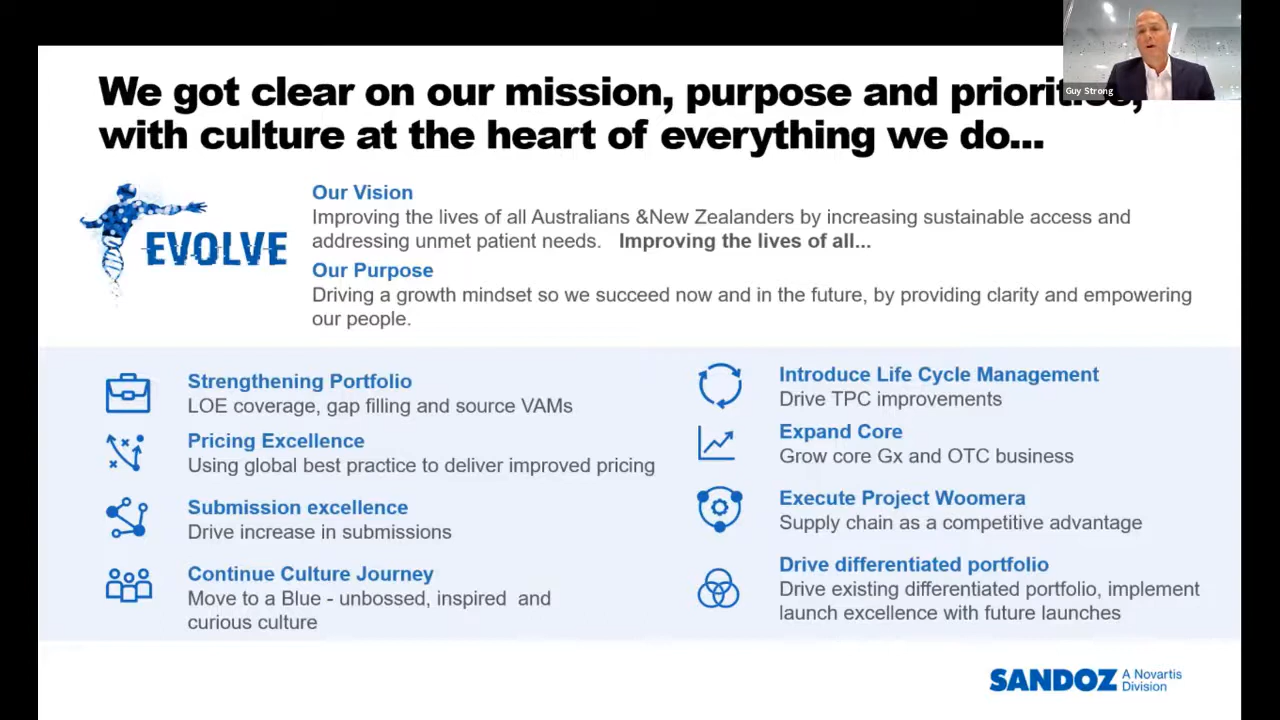 We got clear on our mission, purpose and priorities,
with culture at the heart of everything we do...
Guy Strong
EVOLVE
Our Vision
Improving the lives of all Australians &New Zealanders by increasing sustainable access and
addressing unmet patient needs. Improving the lives of all...
Our Purpose
Driving a growth mindset so we succeed now and in the future, by providing clarity and empowering
our people.
Strengthening Portfolio
LOE coverage, gap filling and source VAMs
Pricing Excellence
Using global best practice to deliver improved pricing
Submission excellence
Drive increase in submissions
Continue Culture Journey
Move to a Blue - unbossed, inspired and
curious culture
Introduce Life Cycle Management
Drive TPC improvements
Expand Core
Grow core Gx and OTC business
Execute Project Woomera
Supply chain as a competitive advantage
Drive differentiated portfolio
Drive existing differentiated portfolio, implement
launch excellence with future launches
SANDOZ A Novartis
Division